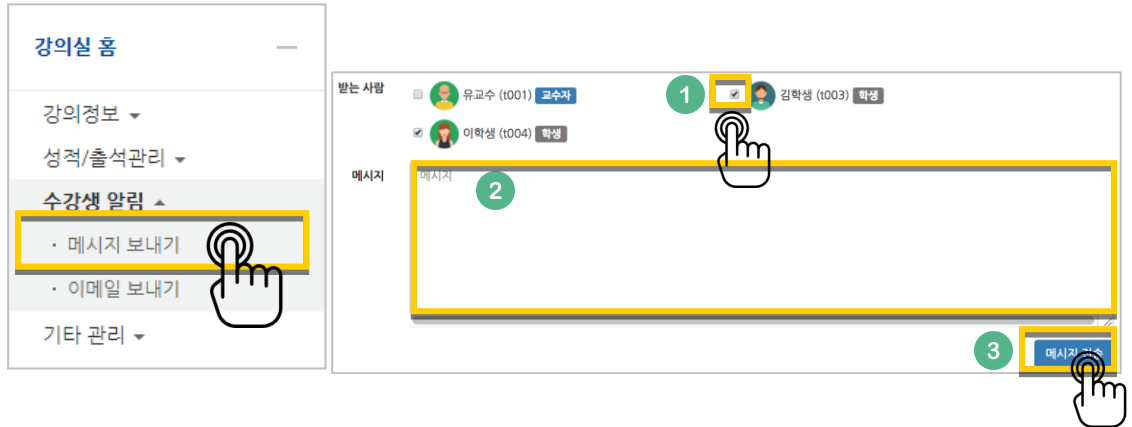 강의실 홈
강의정보
성적/출석관리
수강생 알림
· 메시지 보내기
· 이메일 보내기
기타 관리
받는 사람
유교수 (t001) 교수자
1
김학생 (t003) 학생
이학생 (t004) 학생
메시지
메시지
2
3
메시지